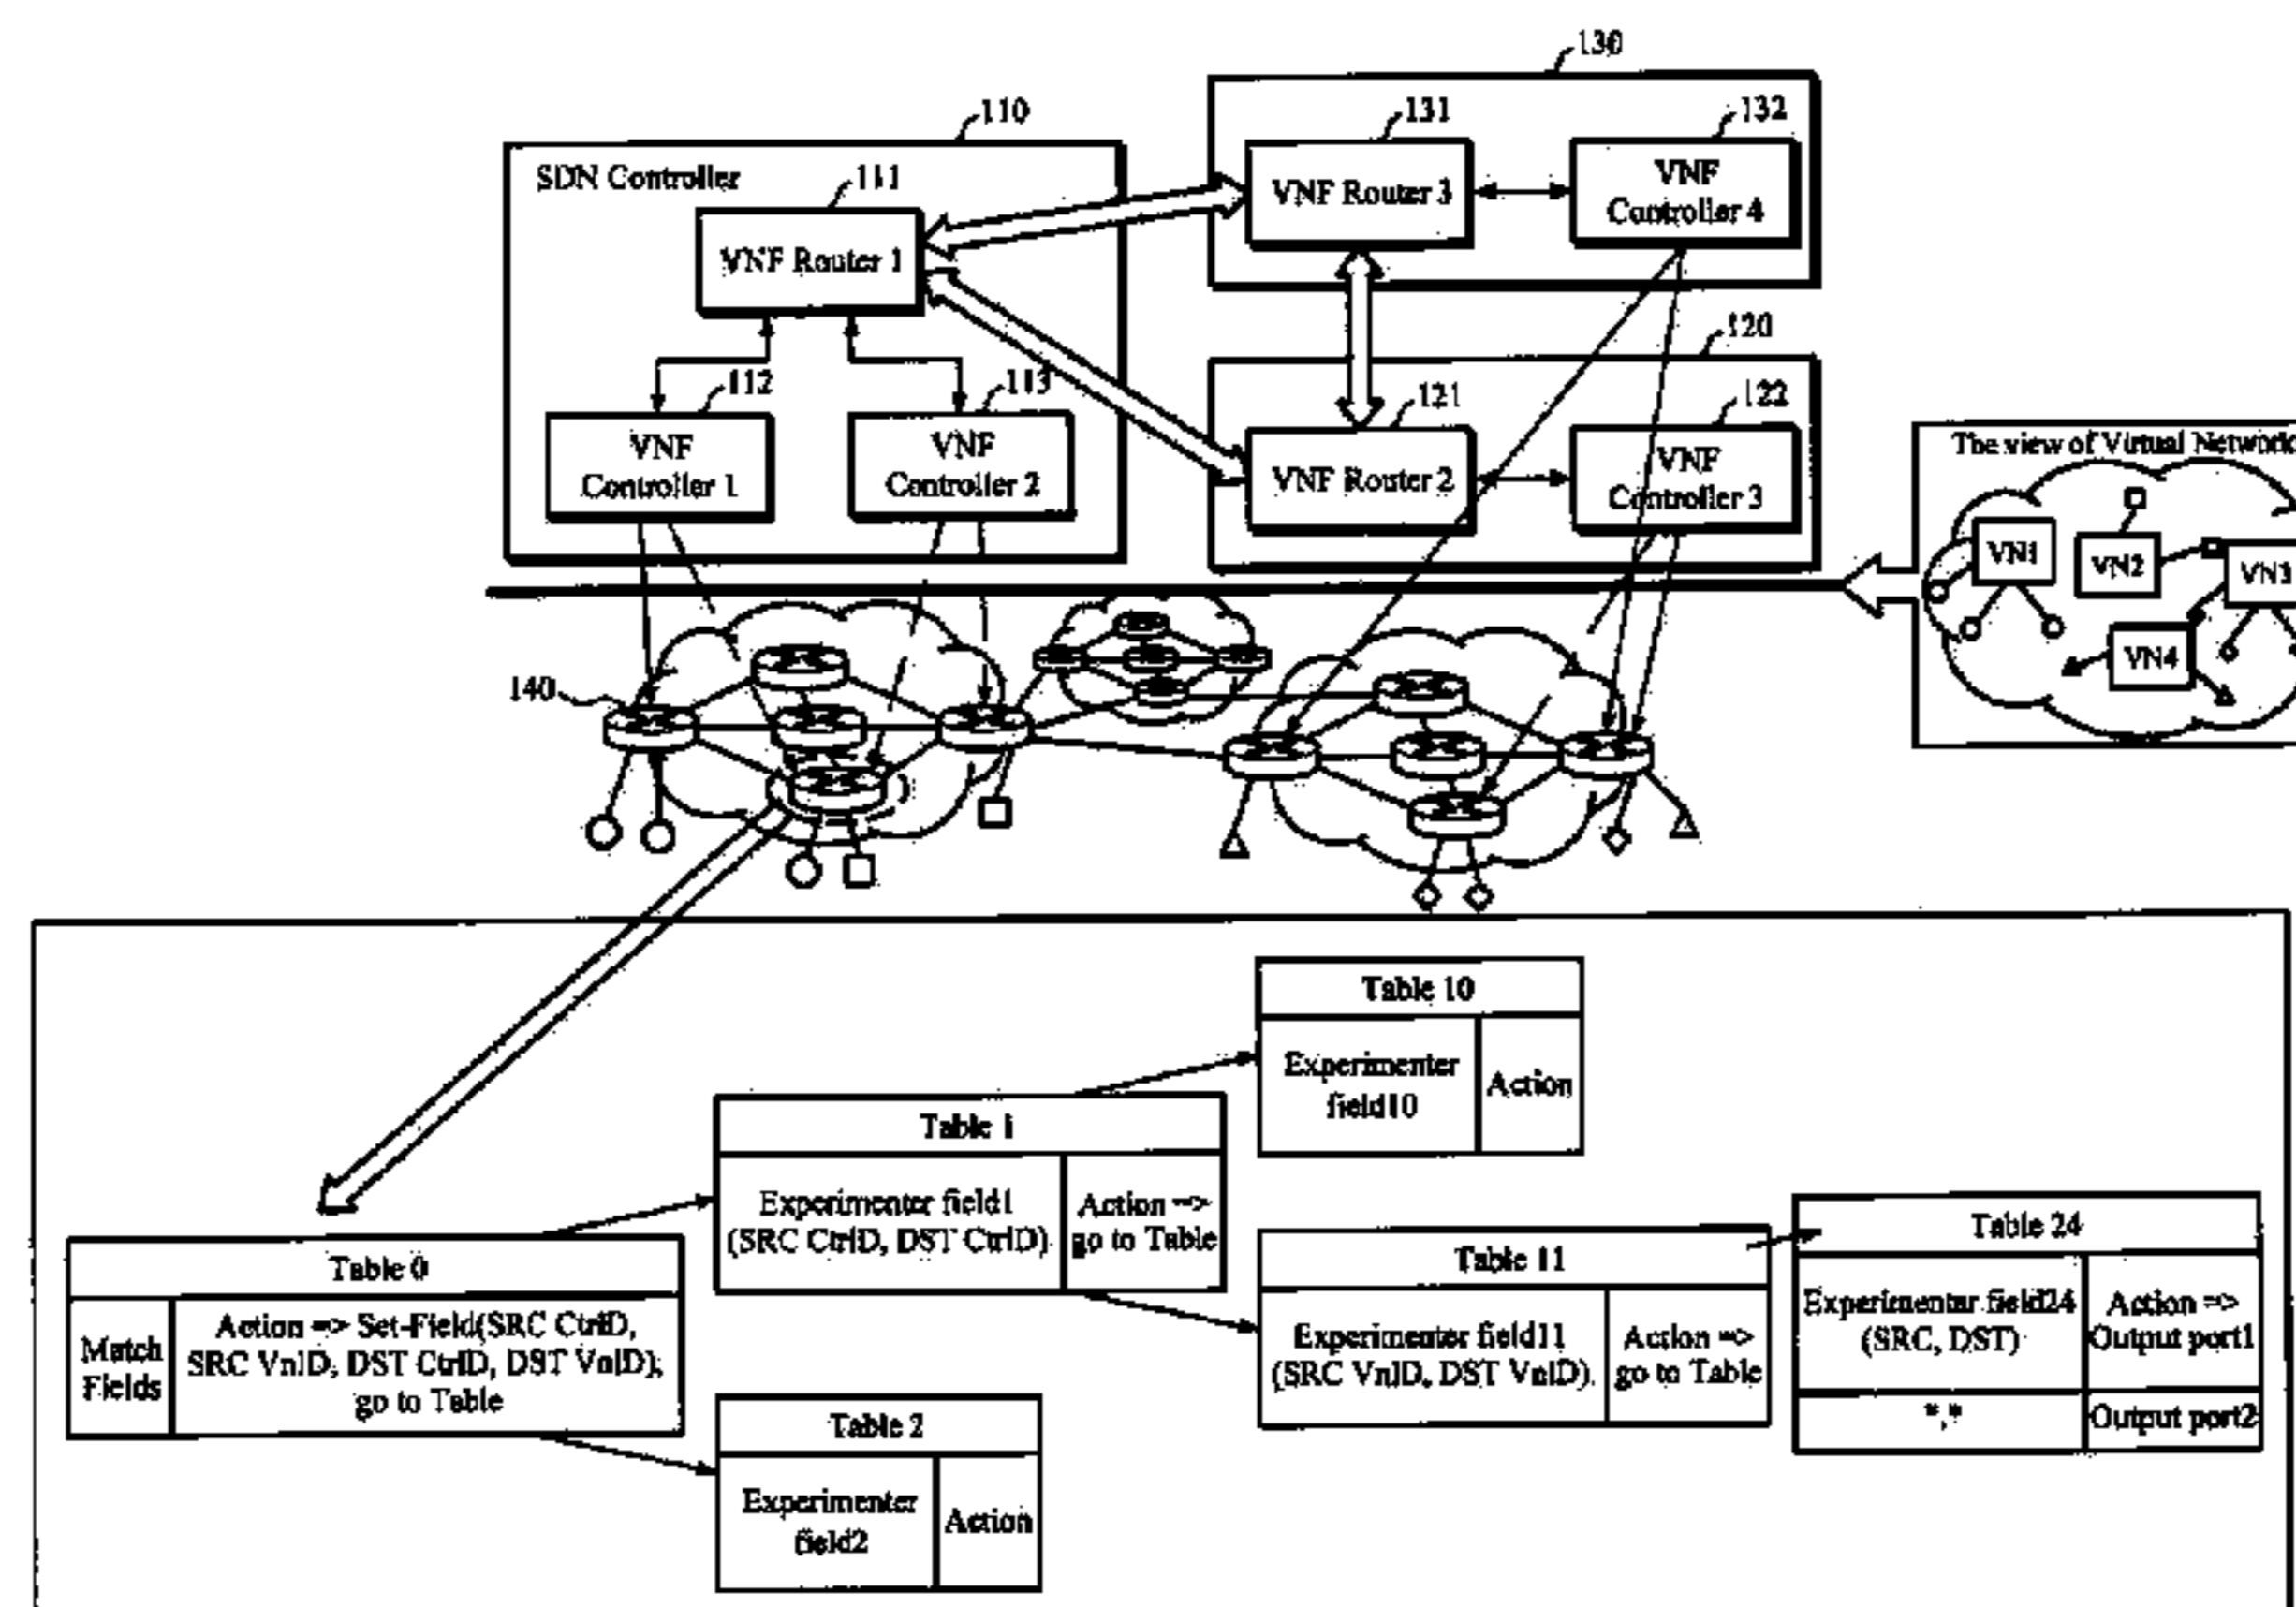 130
110
131
132
SDN Controller
111
VNF Router 3
VNF
Controller 4
VNF Router 1
120
112
113
121
122
VNF
Controller 1
VNF
Controller 2
VNF Router 2
VNF
Controller 3
The view of Virtual Network
VN1
VN2
VN3
VN4
140
Table 10
Experimenter
field10
Action
Table 1
Experimenter field1
(SRC CtrlD, DST CtrlD)
Action =>
go to Table
Table 0
Match
Fields
Action => Set-Field(SRC CtrlD,
SRC VnID, DST CtrlD, DST VnID),
go to Table
Table 11
Experimenter field11
(SRC VnID, DST VnID)
Action =>
go to Table
Table 24
Experimenter field24
(SRC, DST)
Action =>
Output port1
*,*
Output port2
Table 2
Experimenter
field2
Action